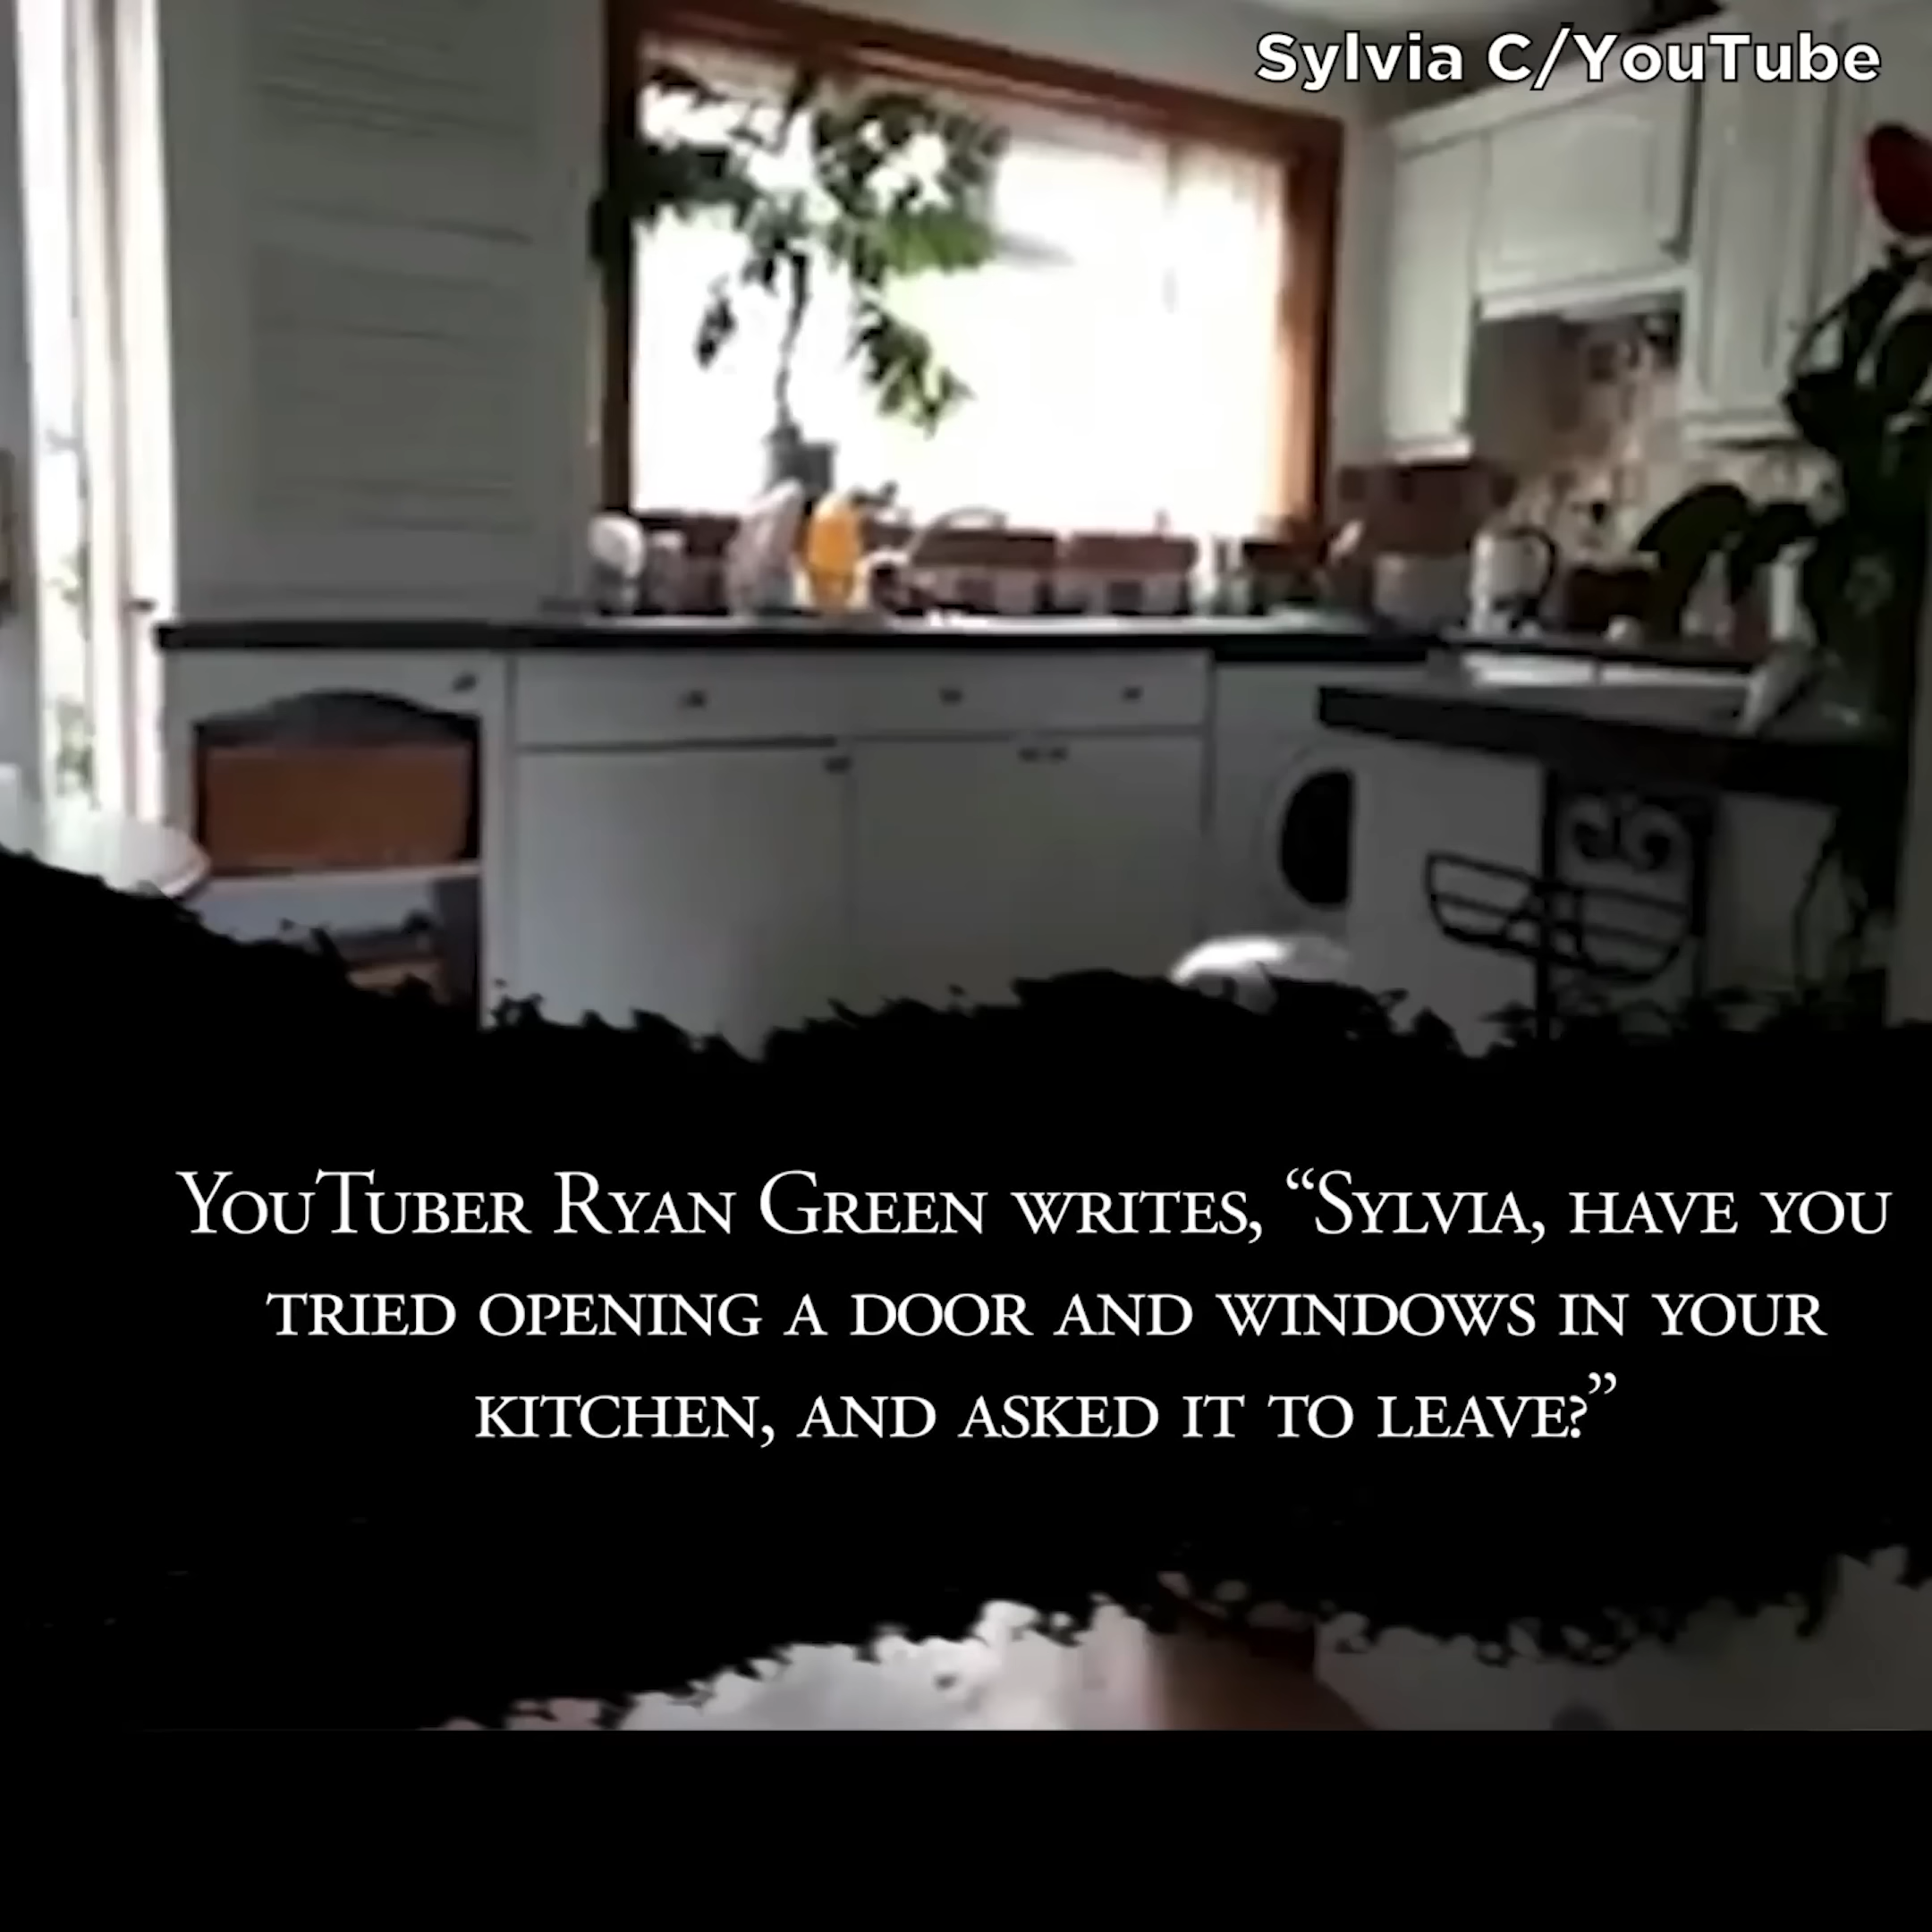 Sylvia C/YouTube
YouTuber Ryan Green writes, “Sylvia, have you
tried opening a door and windows in your
kitchen, and asked it to leave?”